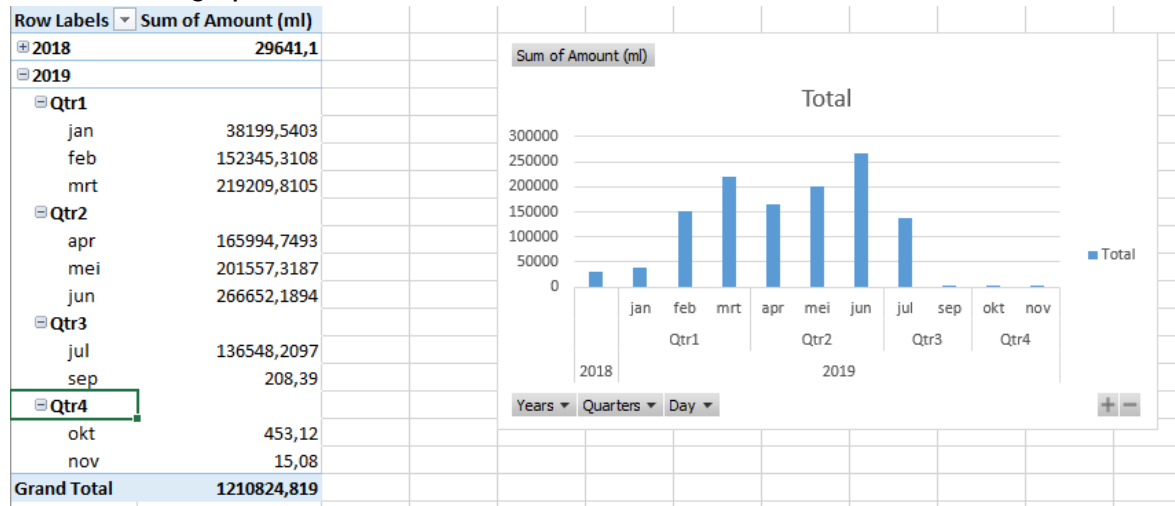 Row Labels Sum of Amount (ml)
2018 29641,1
2019
Qtr1
jan 38199,5403
feb 152345,3108
mrt 219209,8105
Qtr2
apr 165994,7493
mei 201557,3187
jun 266652,1894
Qtr3
jul 136548,2097
sep 208,39
Qtr4
okt 453,12
nov 15,08
Grand Total 1210824,819
Sum of Amount (ml)
Total
300000
250000
200000
150000
100000
50000
0
Total
jan feb mrt apr mei jun jul sep okt nov
Qtr1 Qtr2 Qtr3 Qtr4
2018 2019
Years Quarters Day